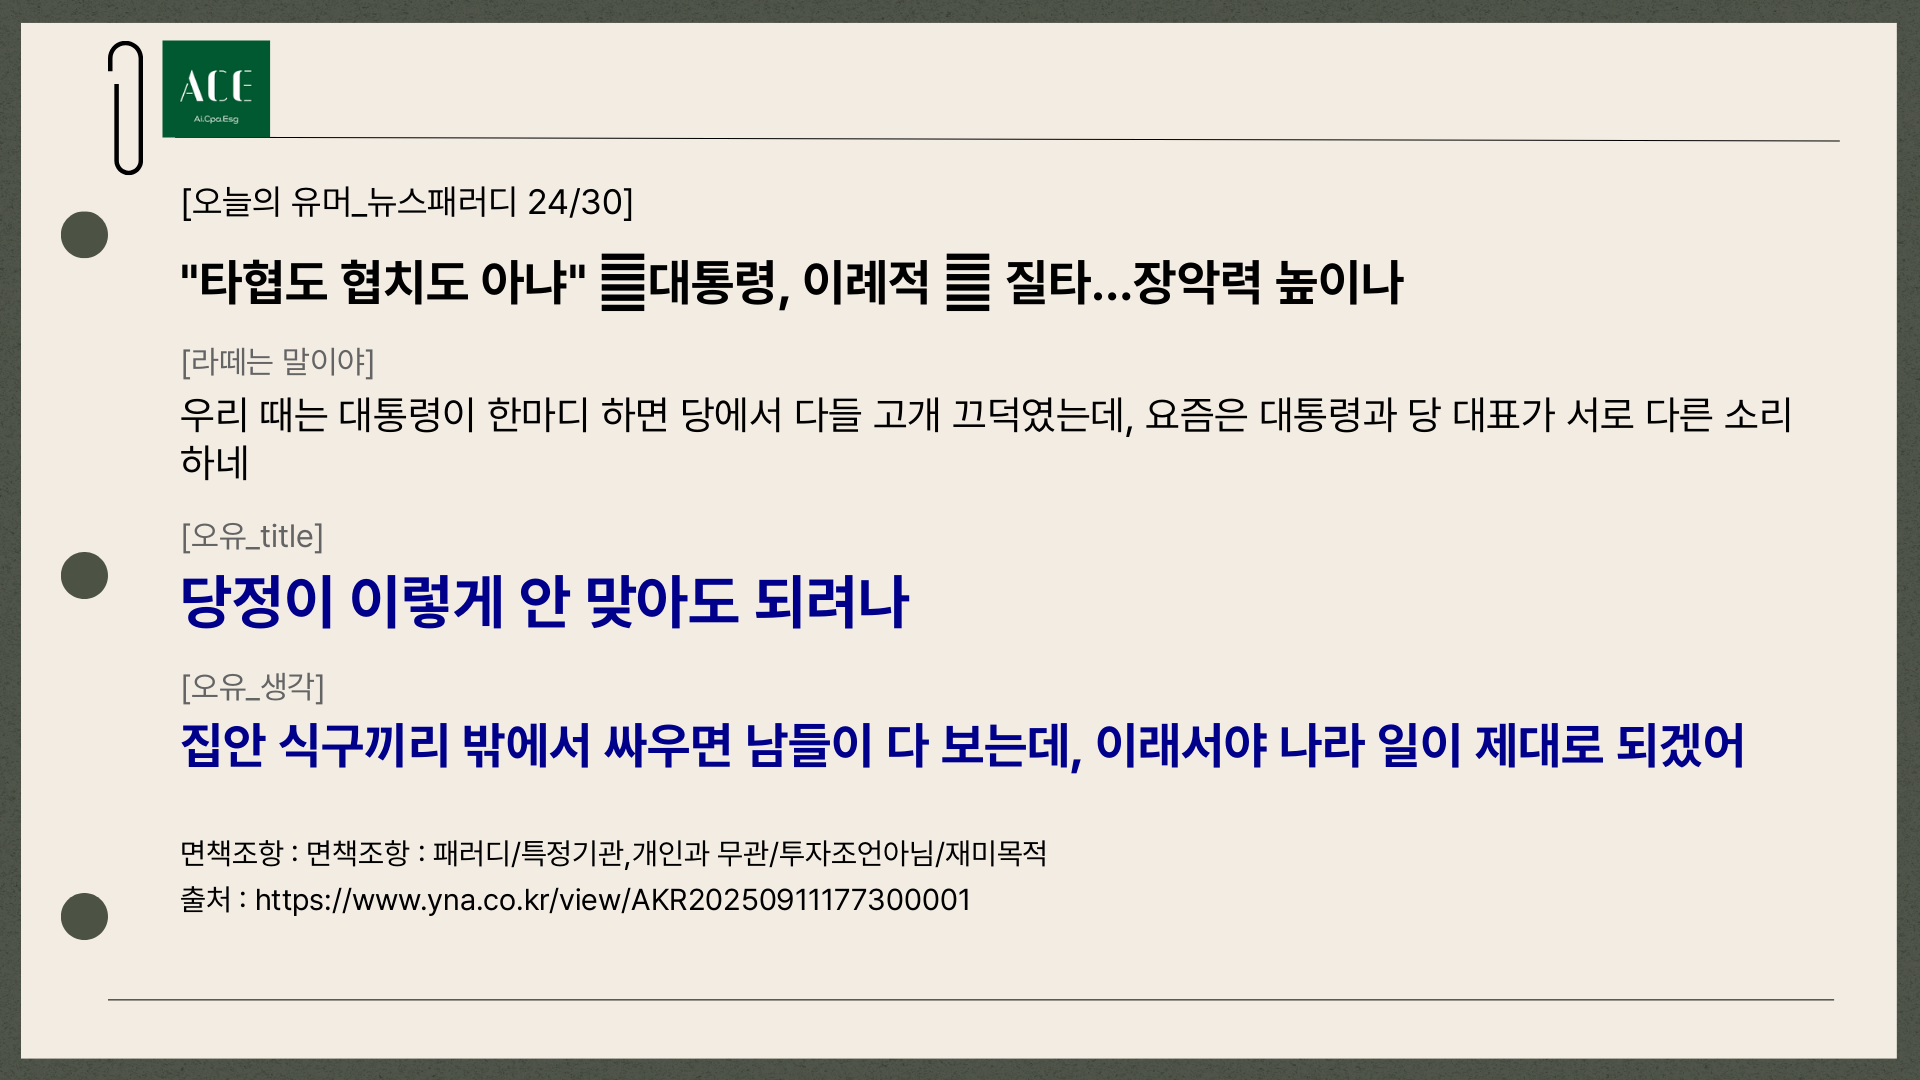 ACE
Ai.Cpa.Esg
[오늘의 유머_뉴스패러디 24/30]
"타협도 협치도 아냐" 대통령, 이례적 질타…장악력 높이나
[라떼는 말이야]
우리 때는 대통령이 한마디 하면 당에서 다들 고개 끄덕였는데, 요즘은 대통령과 당 대표가 서로 다른 소리
하네
[오유_title]
당정이 이렇게 안 맞아도 되려나
[오유_생각]
집안 식구끼리 밖에서 싸우면 남들이 다 보는데, 이래서야 나라 일이 제대로 되겠어
면책조항 : 면책조항 : 패러디/특정기관,개인과 무관/투자조언아님/재미목적
출처 : https://www.yna.co.kr/view/AKR20250911177300001